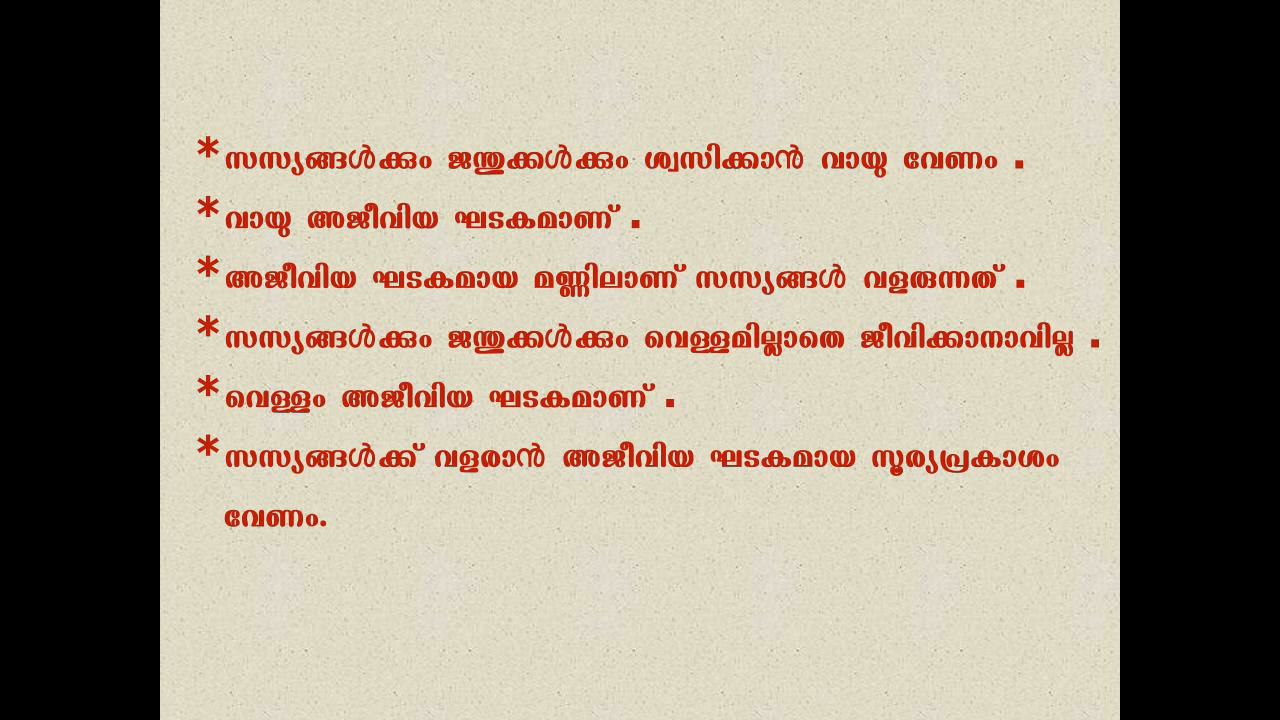 *സസ്യങ്ങൾക്കും ജന്തുക്കൾക്കും ശ്വസിക്കാൻ വായു വേണം .
*വായു അജീവിയ ഘടകമാണ് .
*അജീവിയ ഘടകമായ മണ്ണിലാണ് സസ്യങ്ങൾ വളരുന്നത് .
*സസ്യങ്ങൾക്കും ജന്തുക്കൾക്കും വെള്ളമില്ലാതെ ജീവിക്കാനാവില്ല .
*വെള്ളം അജീവിയ ഘടകമാണ് .
*സസ്യങ്ങൾക്ക് വളരാൻ അജീവിയ ഘടകമായ സൂര്യപ്രകാശം
വേണം.